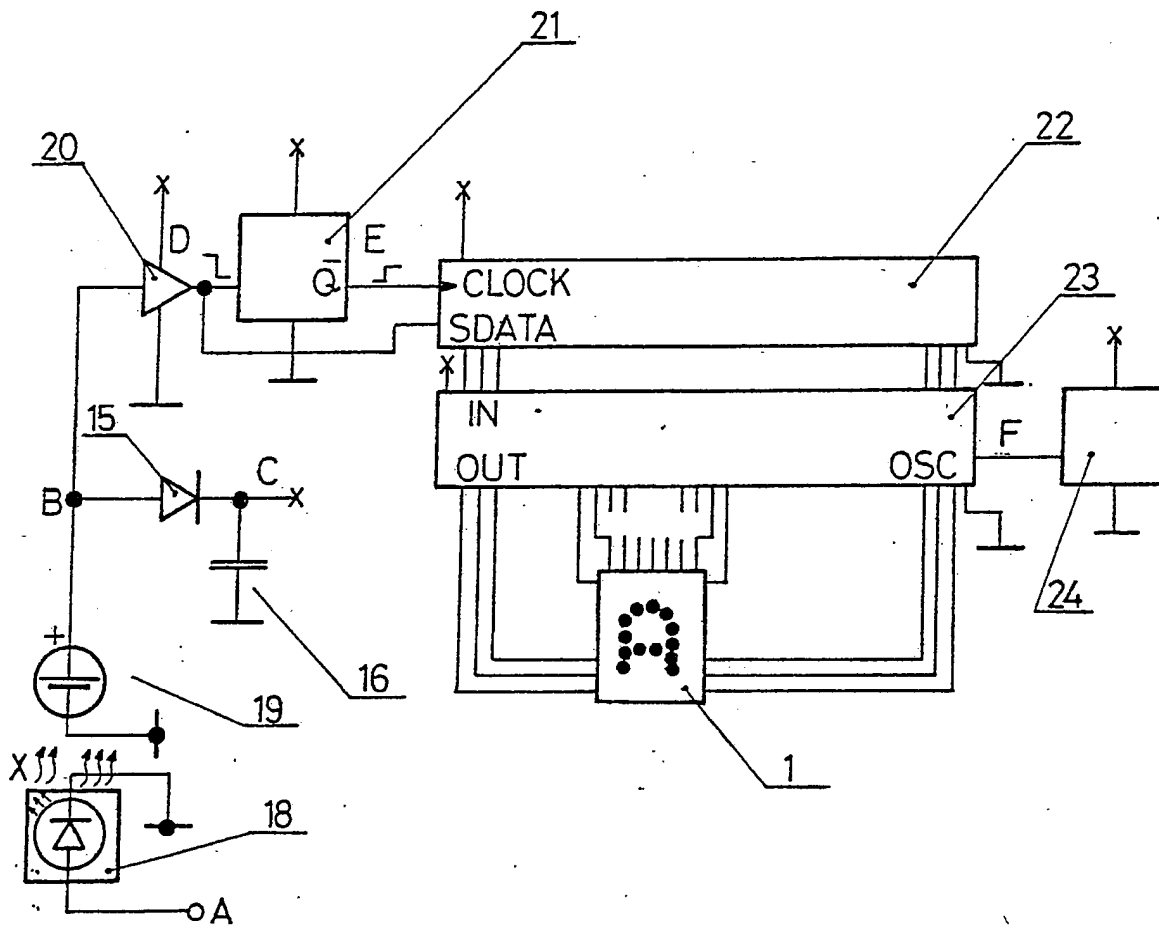 21
20
22
X
X
X
D
E
Q̅
CLOCK
23
SDATA
X
X
15
IN
F
C
OUT
OSC
B
X
24
+
A
16
19
1
X
18
A